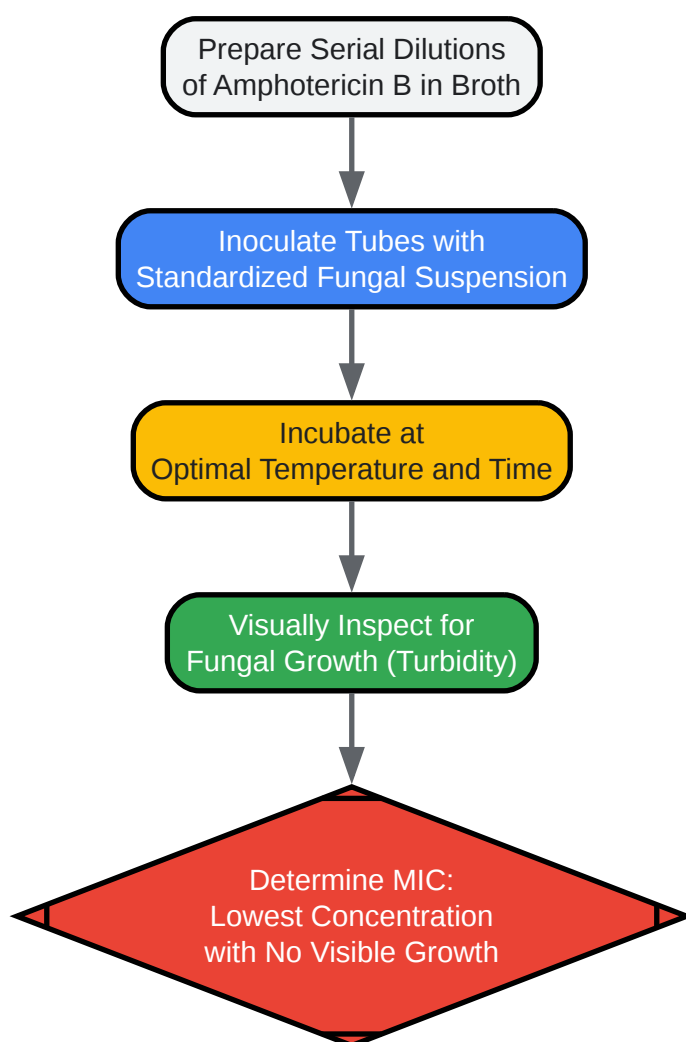 Prepare Serial Dilutions
of Amphotericin B in Broth
Inoculate Tubes with
Standardized Fungal Suspension
Incubate at
Optimal Temperature and Time
Visually Inspect for
Fungal Growth (Turbidity)
Determine MIC:
Lowest Concentration
with No Visible Growth